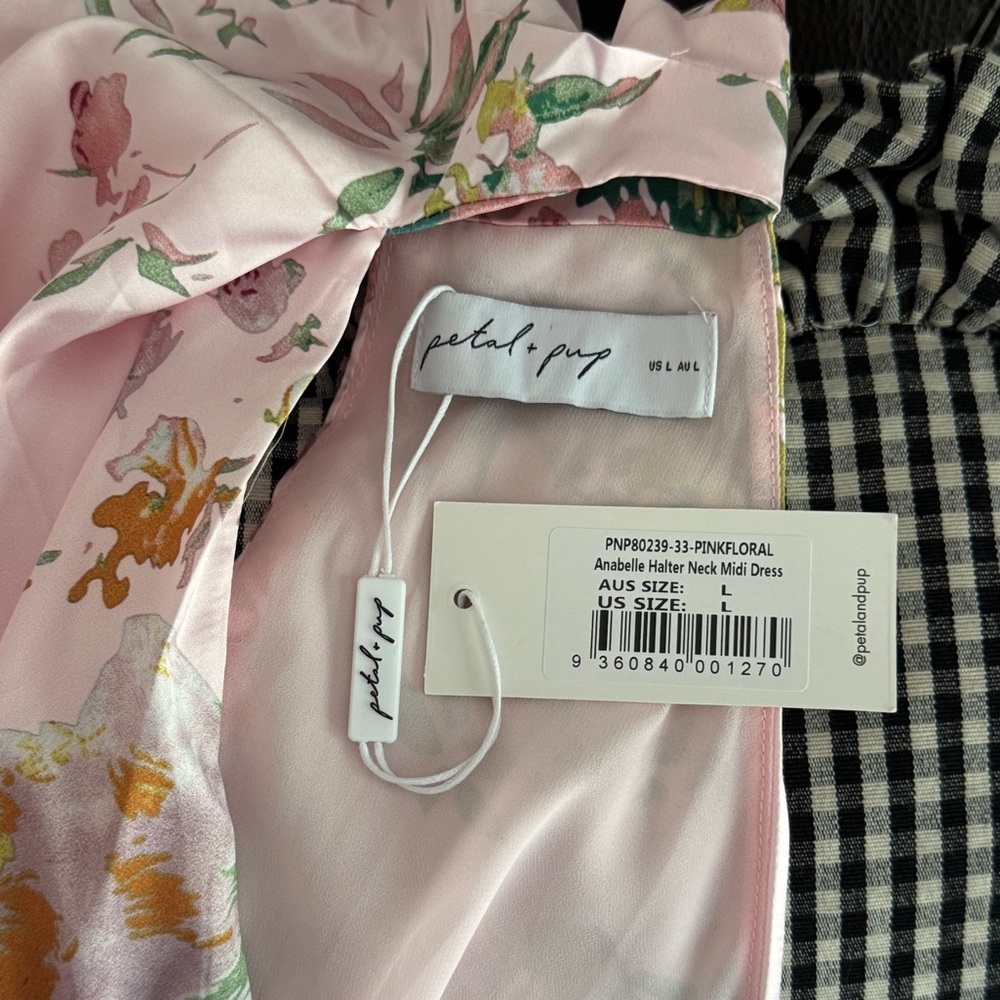 petal + pup
US L AU L
PNP80239-33-PINKFLORAL
Anabelle Halter Neck Midi Dress
AUS SIZE: L
US SIZE: L
9 360840 001270
@petalandpup
petal + pup